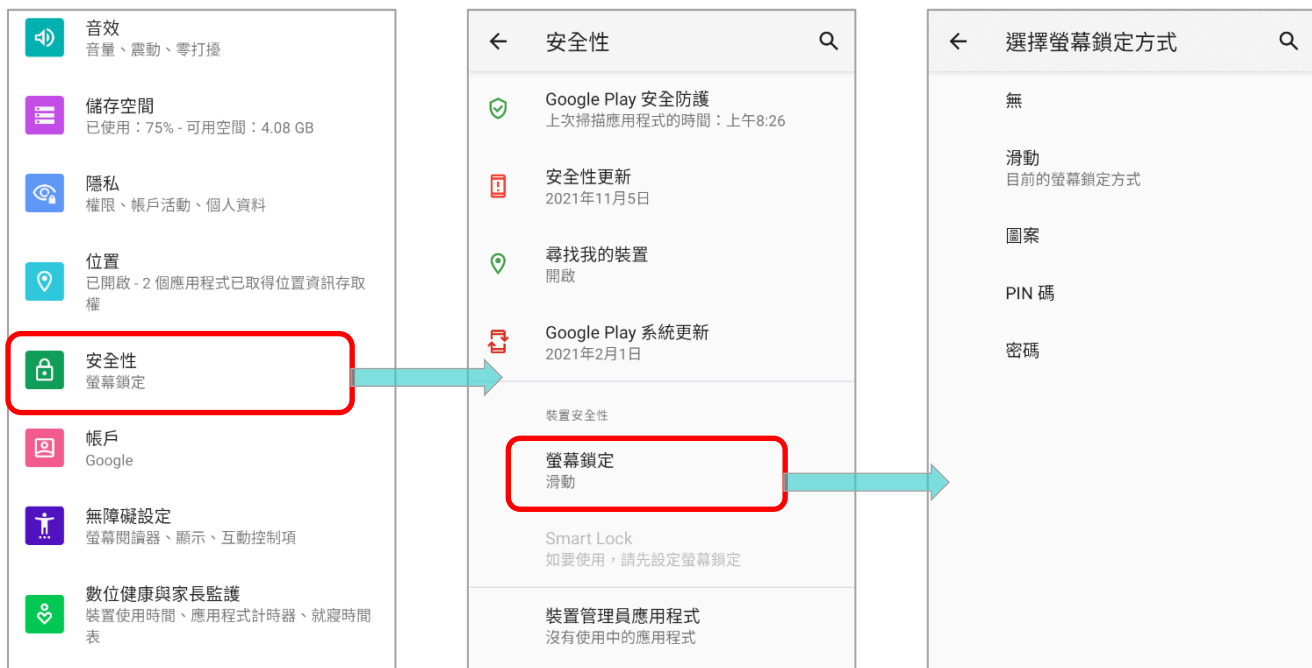 音效
音量、震動、零打擾
儲存空間
已使用：75% - 可用空間：4.08 GB
隱私
權限、帳戶活動、個人資料
位置
已開啟 - 2 個應用程式已取得位置資訊存取
權
安全性
螢幕鎖定
帳戶
Google
無障礙設定
螢幕閱讀器、顯示、互動控制項
數位健康與家長監護
裝置使用時間、應用程式計時器、就寢時間
表
安全性
Google Play 安全防護
上次掃描應用程式的時間：上午8:26
安全性更新
2021年11月5日
尋找我的裝置
開啟
Google Play 系統更新
2021年2月1日
裝置安全性
螢幕鎖定
滑動
Smart Lock
如要使用，請先設定螢幕鎖定
裝置管理員應用程式
沒有使用中的應用程式
選擇螢幕鎖定方式
無
滑動
目前的螢幕鎖定方式
圖案
PIN 碼
密碼